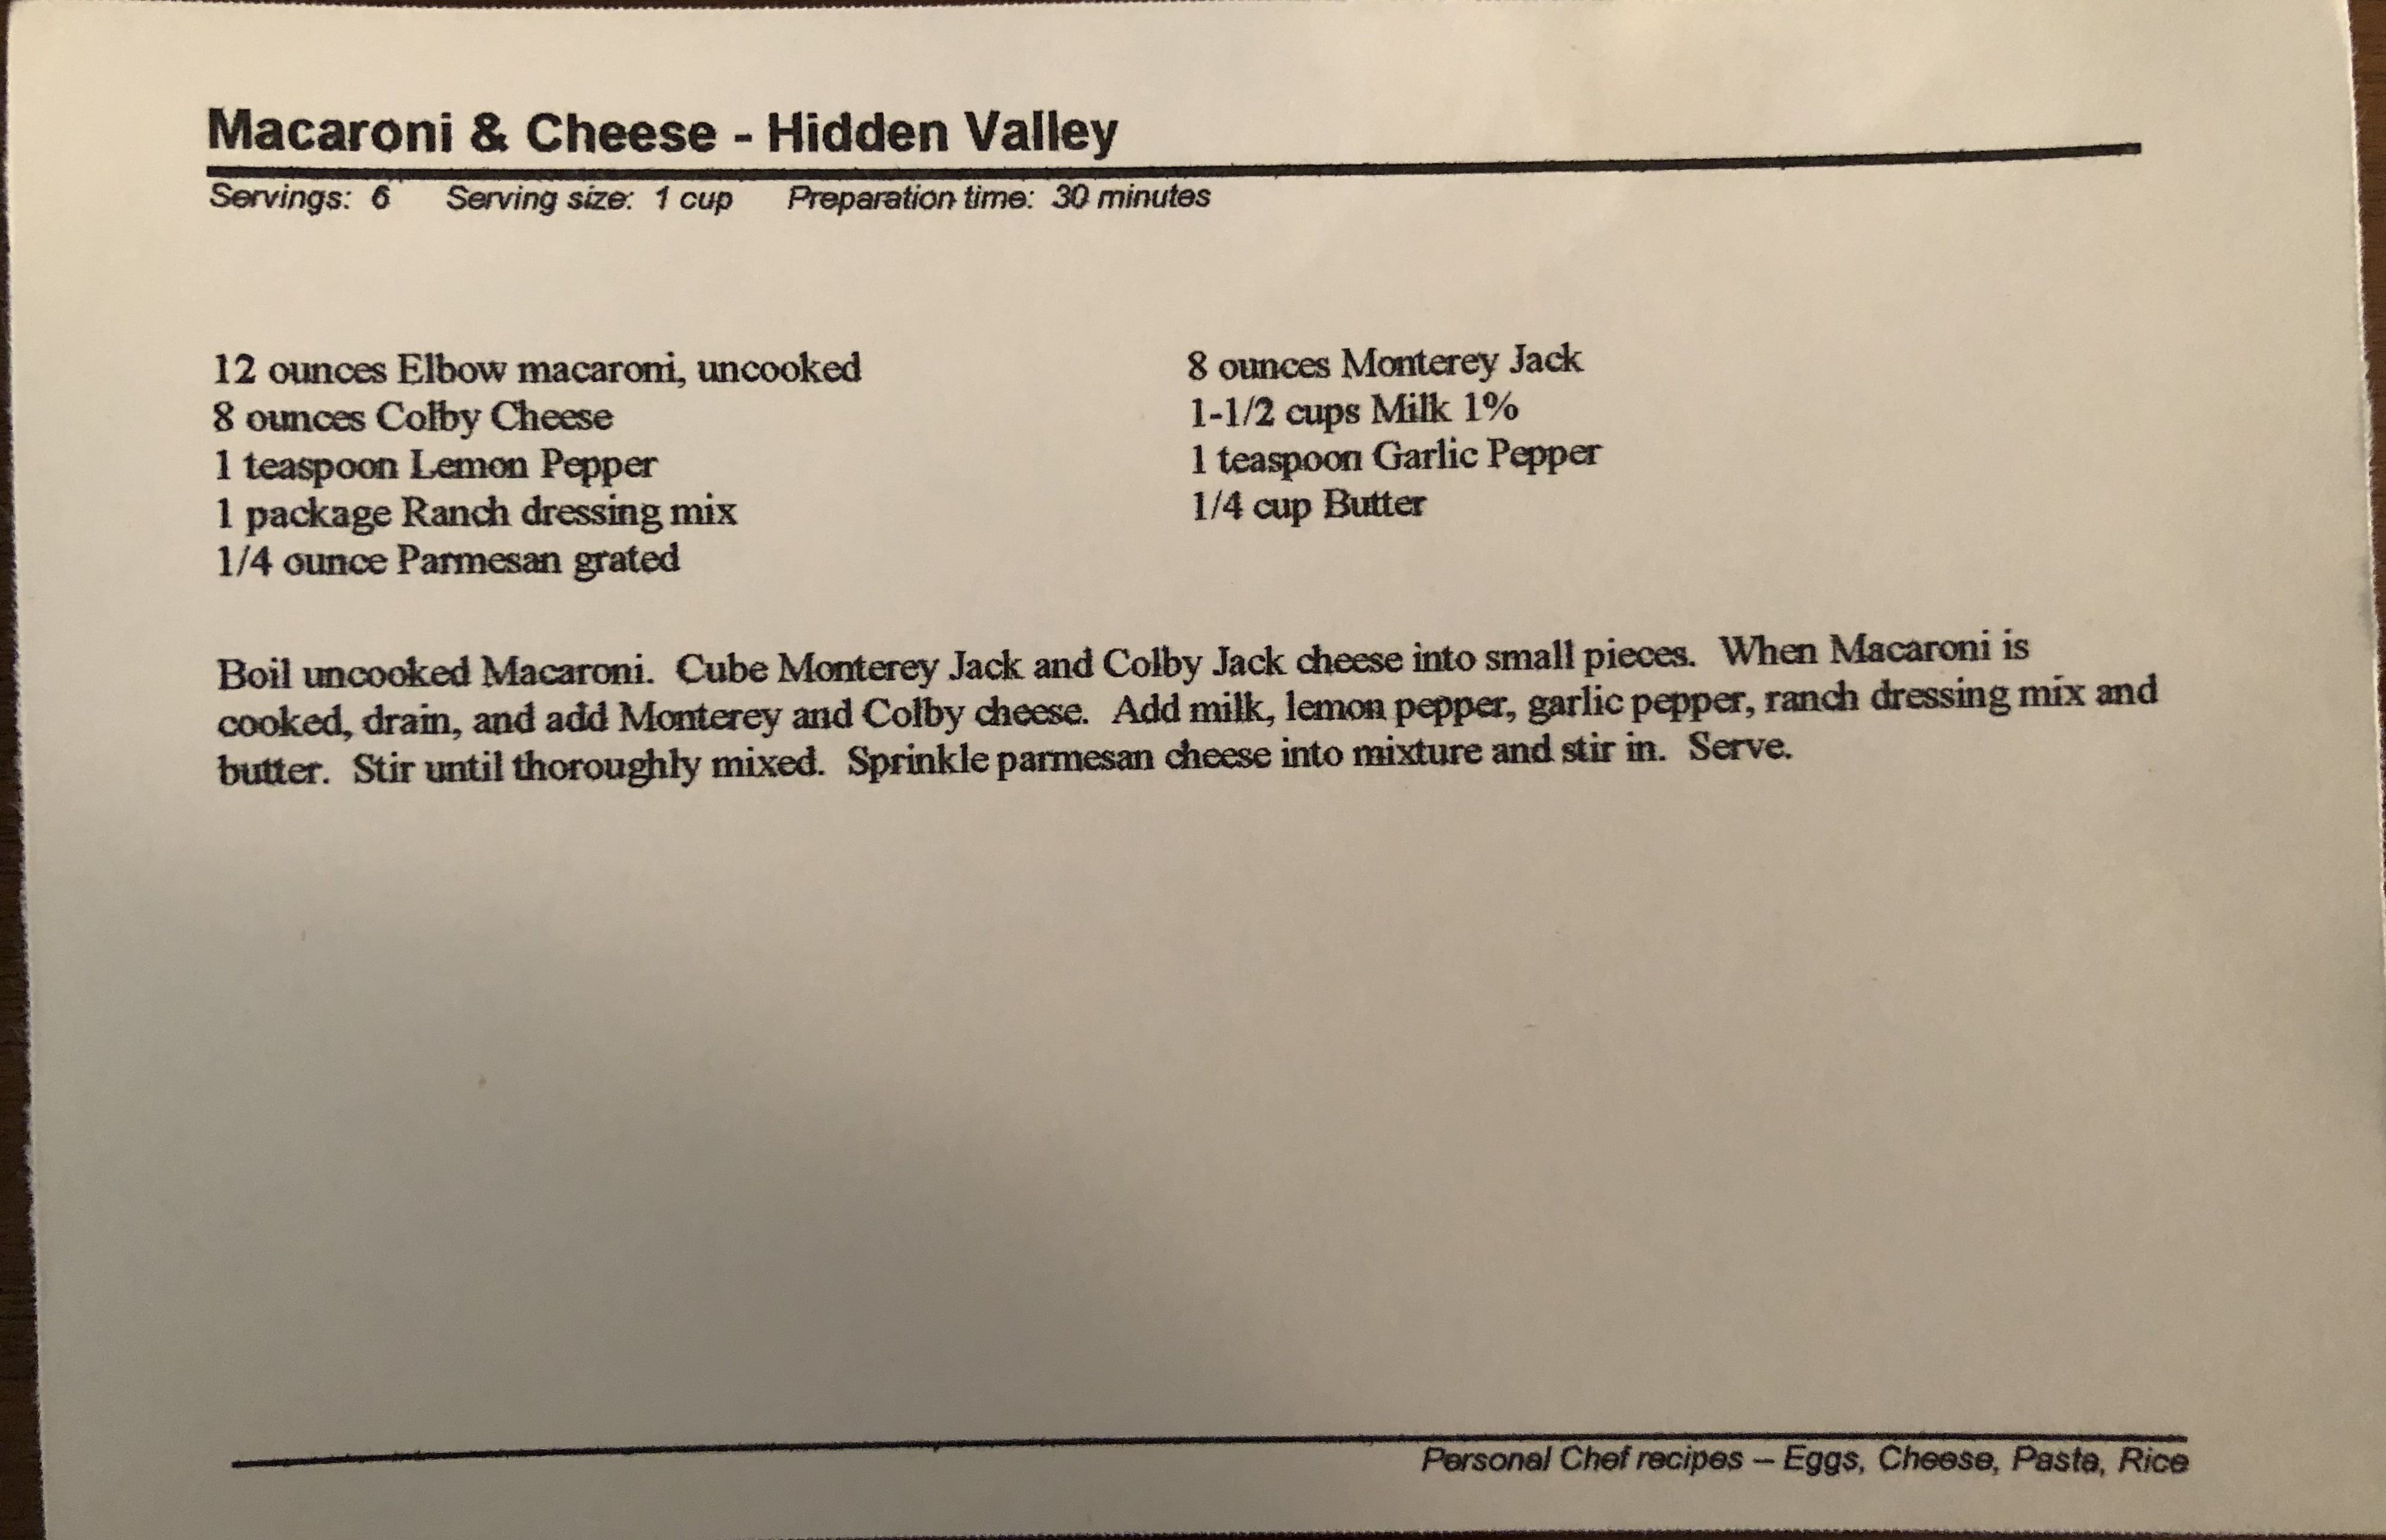 Macaroni & Cheese - Hidden Valley
Servings: 6 Serving size: 1 cup Preparation time: 30 minutes
12 ounces Elbow macaroni, uncooked
8 ounces Colby Cheese
1 teaspoon Lemon Pepper
1 package Ranch dressing mix
1/4 ounce Parmesan grated
8 ounces Monterey Jack
1-1/2 cups Milk 1%
1 teaspoon Garlic Pepper
1/4 cup Butter
Boil uncooked Macaroni. Cube Monterey Jack and Colby Jack cheese into small pieces. When Macaroni is
cooked, drain, and add Monterey and Colby cheese. Add milk, lemon pepper, garlic pepper, ranch dressing mix and
butter. Stir until thoroughly mixed. Sprinkle parmesan cheese into mixture and stir in. Serve.
Personal Chef recipes – Eggs, Cheese, Pasta, Rice